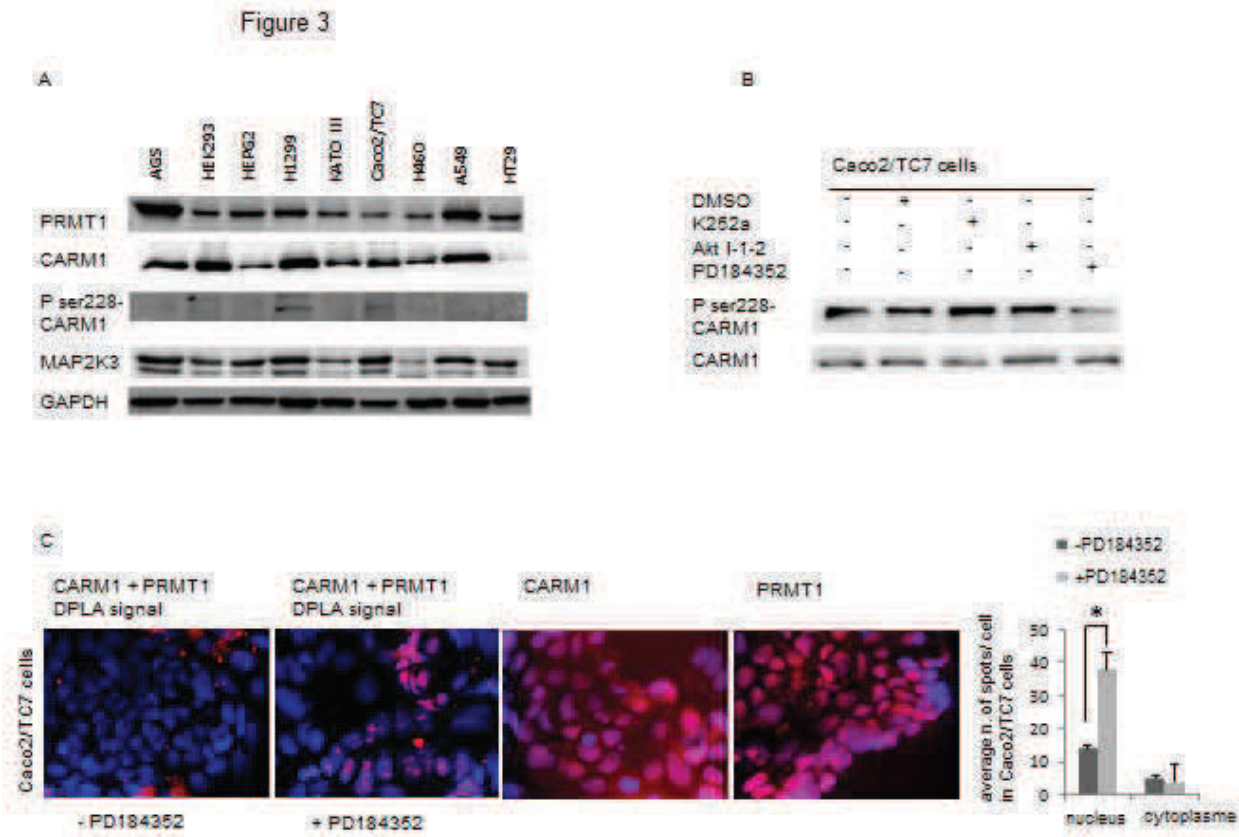 Figure 3
A
AGS
HEK293
HEPG2
H1299
KATO III
Caco2/TC7
H460
A549
HT29
PRMT1
CARM1
P ser228-
CARM1
MAP2K3
GAPDH
B
Caco2/TC7 cells
DMSO - + - - -
K252a - - + - -
Akt I-1-2 - - - + -
PD184352 - - - - +
P ser228-
CARM1
CARM1
C
CARM1 + PRMT1
DPLA signal
CARM1 + PRMT1
DPLA signal
CARM1
PRMT1
Caco2/TC7 cells
- PD184352
+ PD184352
-PD184352
+PD184352
*
average n. of spots/ cell
in Caco2/TC7 cells
50
40
30
20
10
0
nucleus cytoplasme